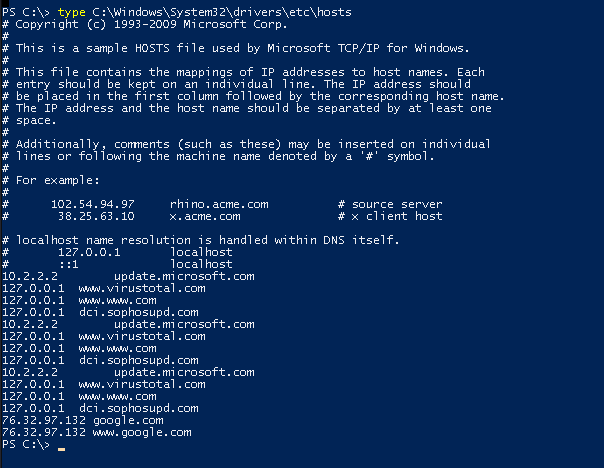 PS C:\> type C:\Windows\System32\drivers\etc\hosts
# Copyright (c) 1993-2009 Microsoft Corp.
#
# This is a sample HOSTS file used by Microsoft TCP/IP for Windows.
#
# This file contains the mappings of IP addresses to host names. Each
# entry should be kept on an individual line. The IP address should
# be placed in the first column followed by the corresponding host name.
# The IP address and the host name should be separated by at least one
# space.
#
# Additionally, comments (such as these) may be inserted on individual
# lines or following the machine name denoted by a '#' symbol.
#
# For example:
#
#      102.54.94.97     rhino.acme.com          # source server
#       38.25.63.10     x.acme.com              # x client host

# localhost name resolution is handled within DNS itself.
#       127.0.0.1       localhost
#       ::1             localhost
10.2.2.2        update.microsoft.com
127.0.0.1  www.virustotal.com
127.0.0.1  www.www.com
127.0.0.1  dci.sophosupd.com
10.2.2.2        update.microsoft.com
127.0.0.1  www.virustotal.com
127.0.0.1  www.www.com
127.0.0.1  dci.sophosupd.com
10.2.2.2        update.microsoft.com
127.0.0.1  www.virustotal.com
127.0.0.1  www.www.com
127.0.0.1  dci.sophosupd.com
76.32.97.132 google.com
76.32.97.132 www.google.com
PS C:\> _